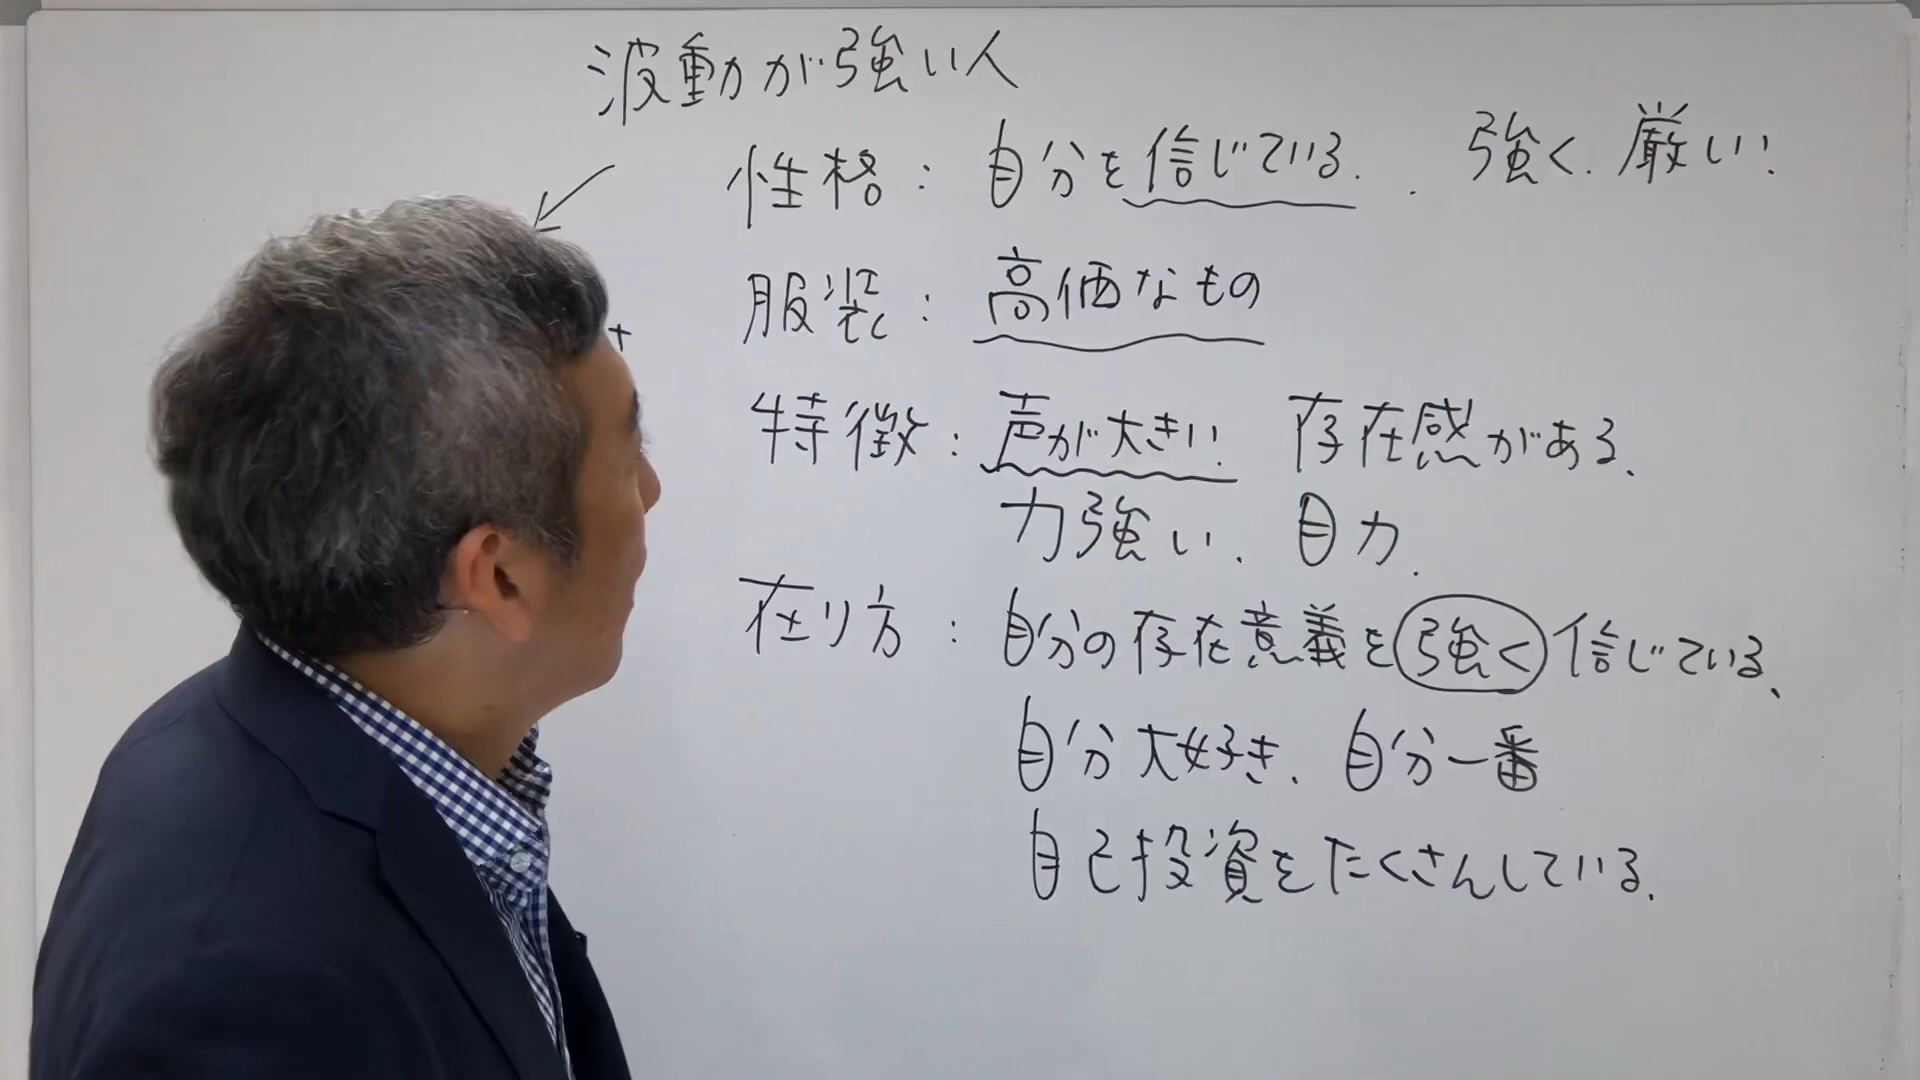 波動が強い人
性格：自分を信じている．．強く．厳しい．
服装：高価なもの
特徴：声が大きい．存在感がある、
力強い．目力．
在り方：自分の存在意義を強く信じている、
自分大好き．自分一番
自己投資をたくさんしている．